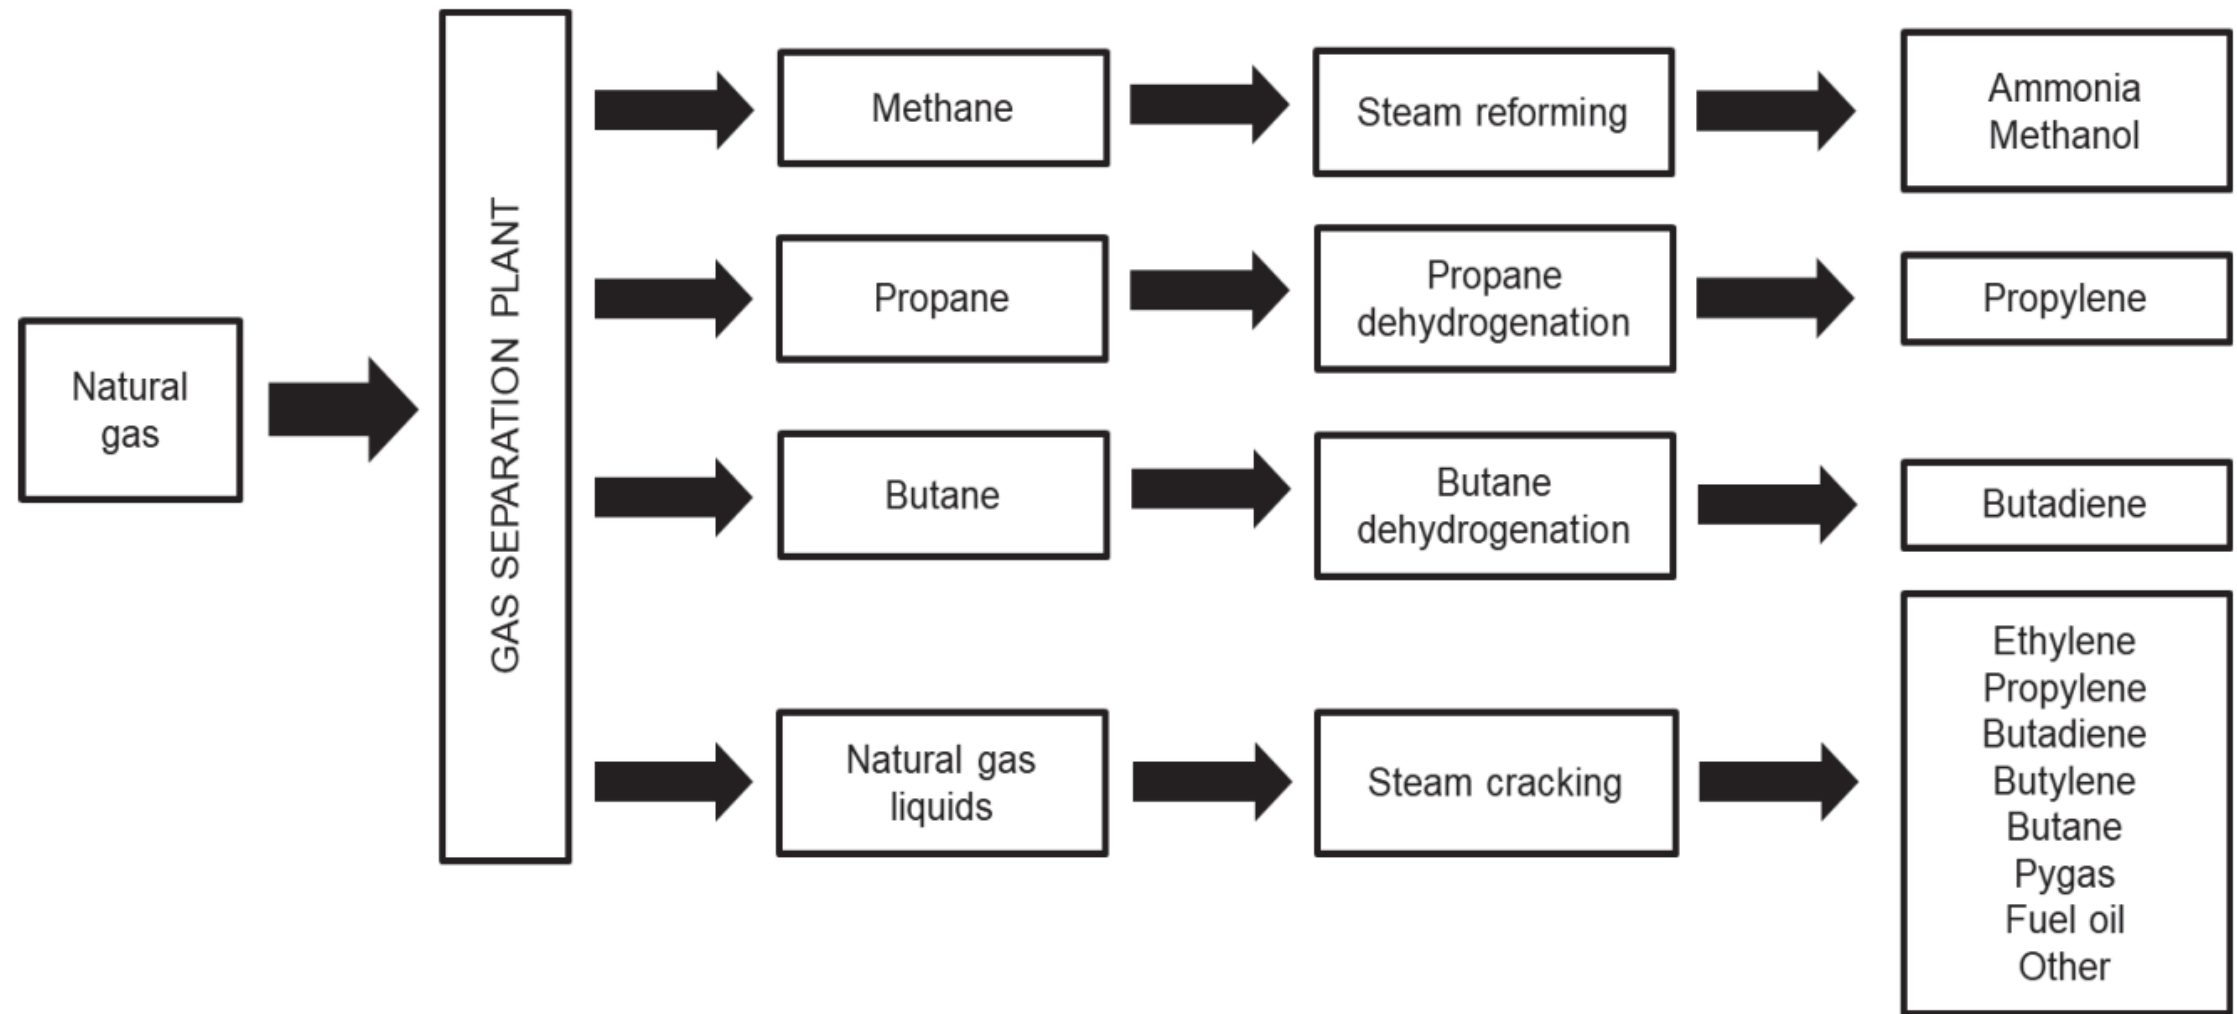 Natural
gas
GAS SEPARATION PLANT
Methane
Steam reforming
Ammonia
Methanol
Propane
Propane
dehydrogenation
Propylene
Butane
Butane
dehydrogenation
Butadiene
Natural gas
liquids
Steam cracking
Ethylene
Propylene
Butadiene
Butylene
Butane
Pygas
Fuel oil
Other